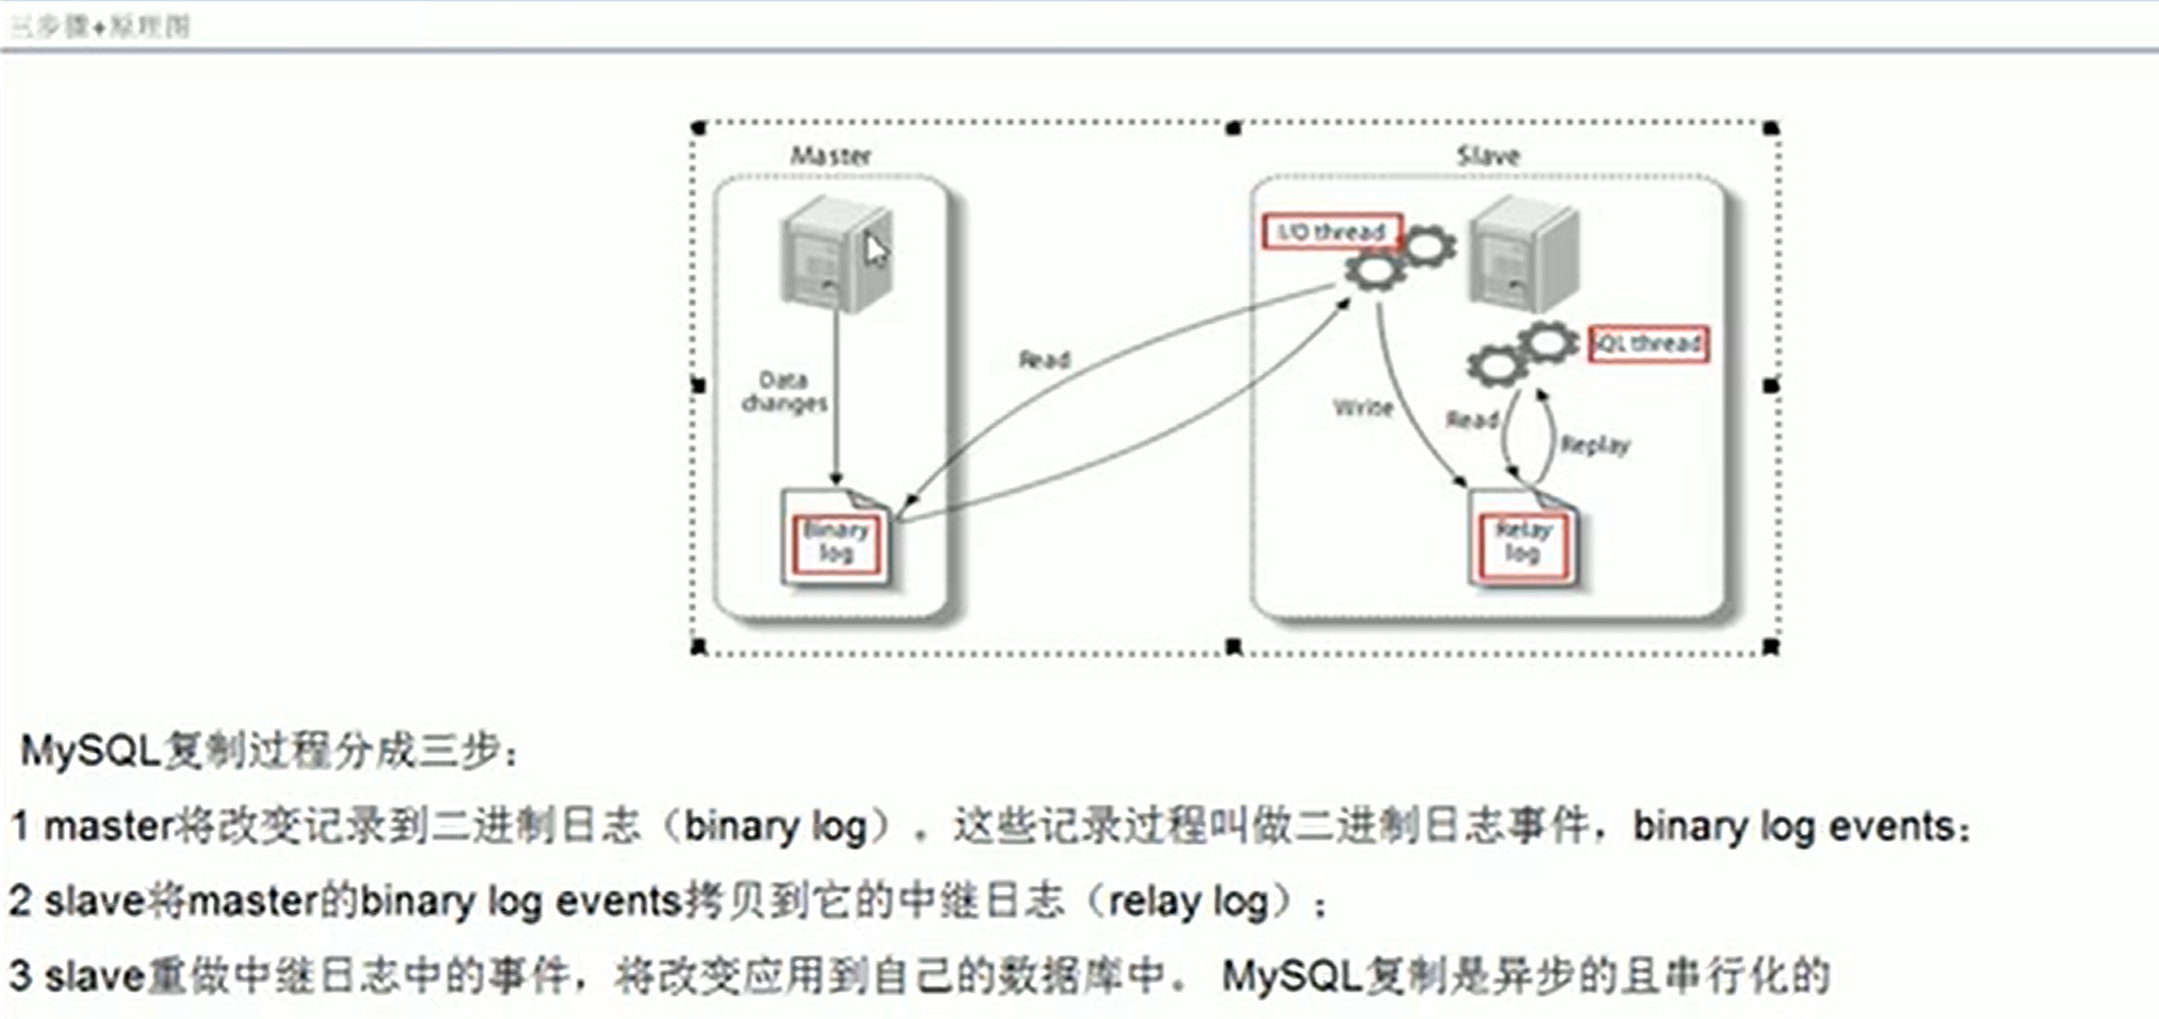 三步骤+原理图
Master
Slave
I/O thread
SQL thread
Read
Data
changes
Write
Read
Replay
Binary
log
Relay
log
MySQL复制过程分成三步：
1 master将改变记录到二进制日志（binary log）。这些记录过程叫做二进制日志事件，binary log events：
2 slave将master的binary log events拷贝到它的中继日志（relay log）；
3 slave重做中继日志中的事件，将改变应用到自己的数据库中。 MySQL复制是异步的且串行化的